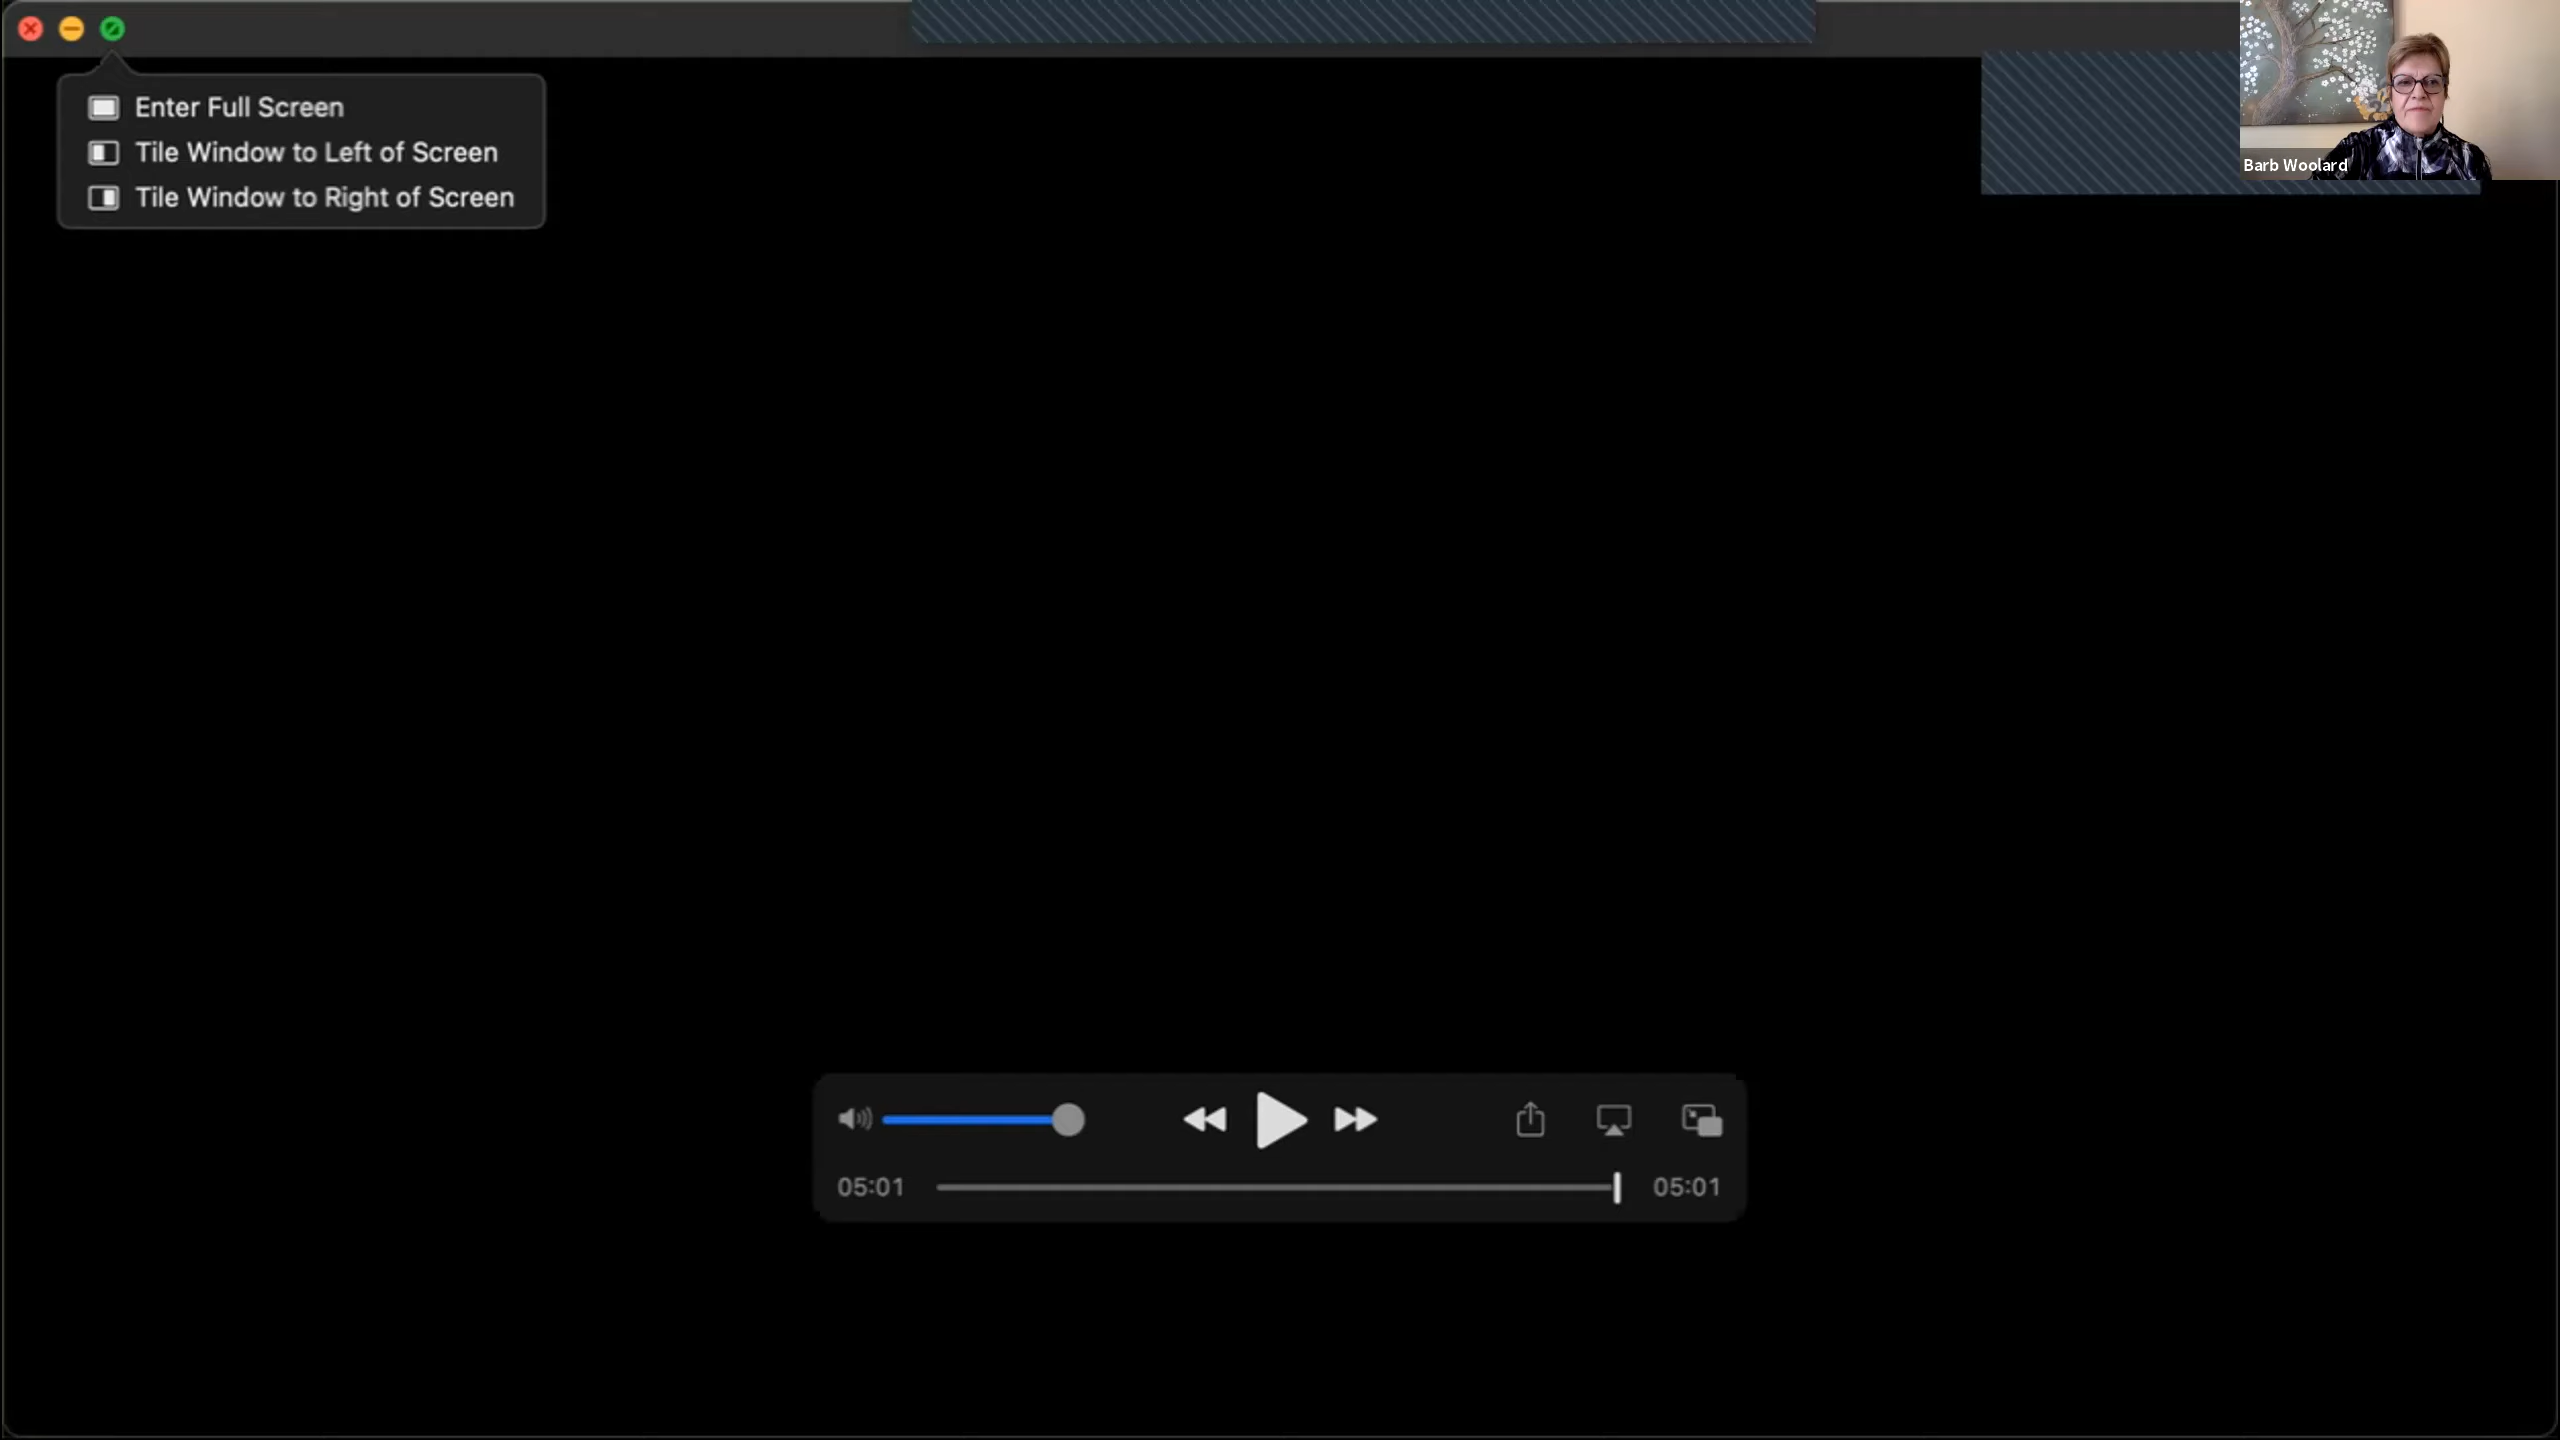 Enter Full Screen
Tile Window to Left of Screen
Tile Window to Right of Screen
Barb Woolard
05:01
05:01